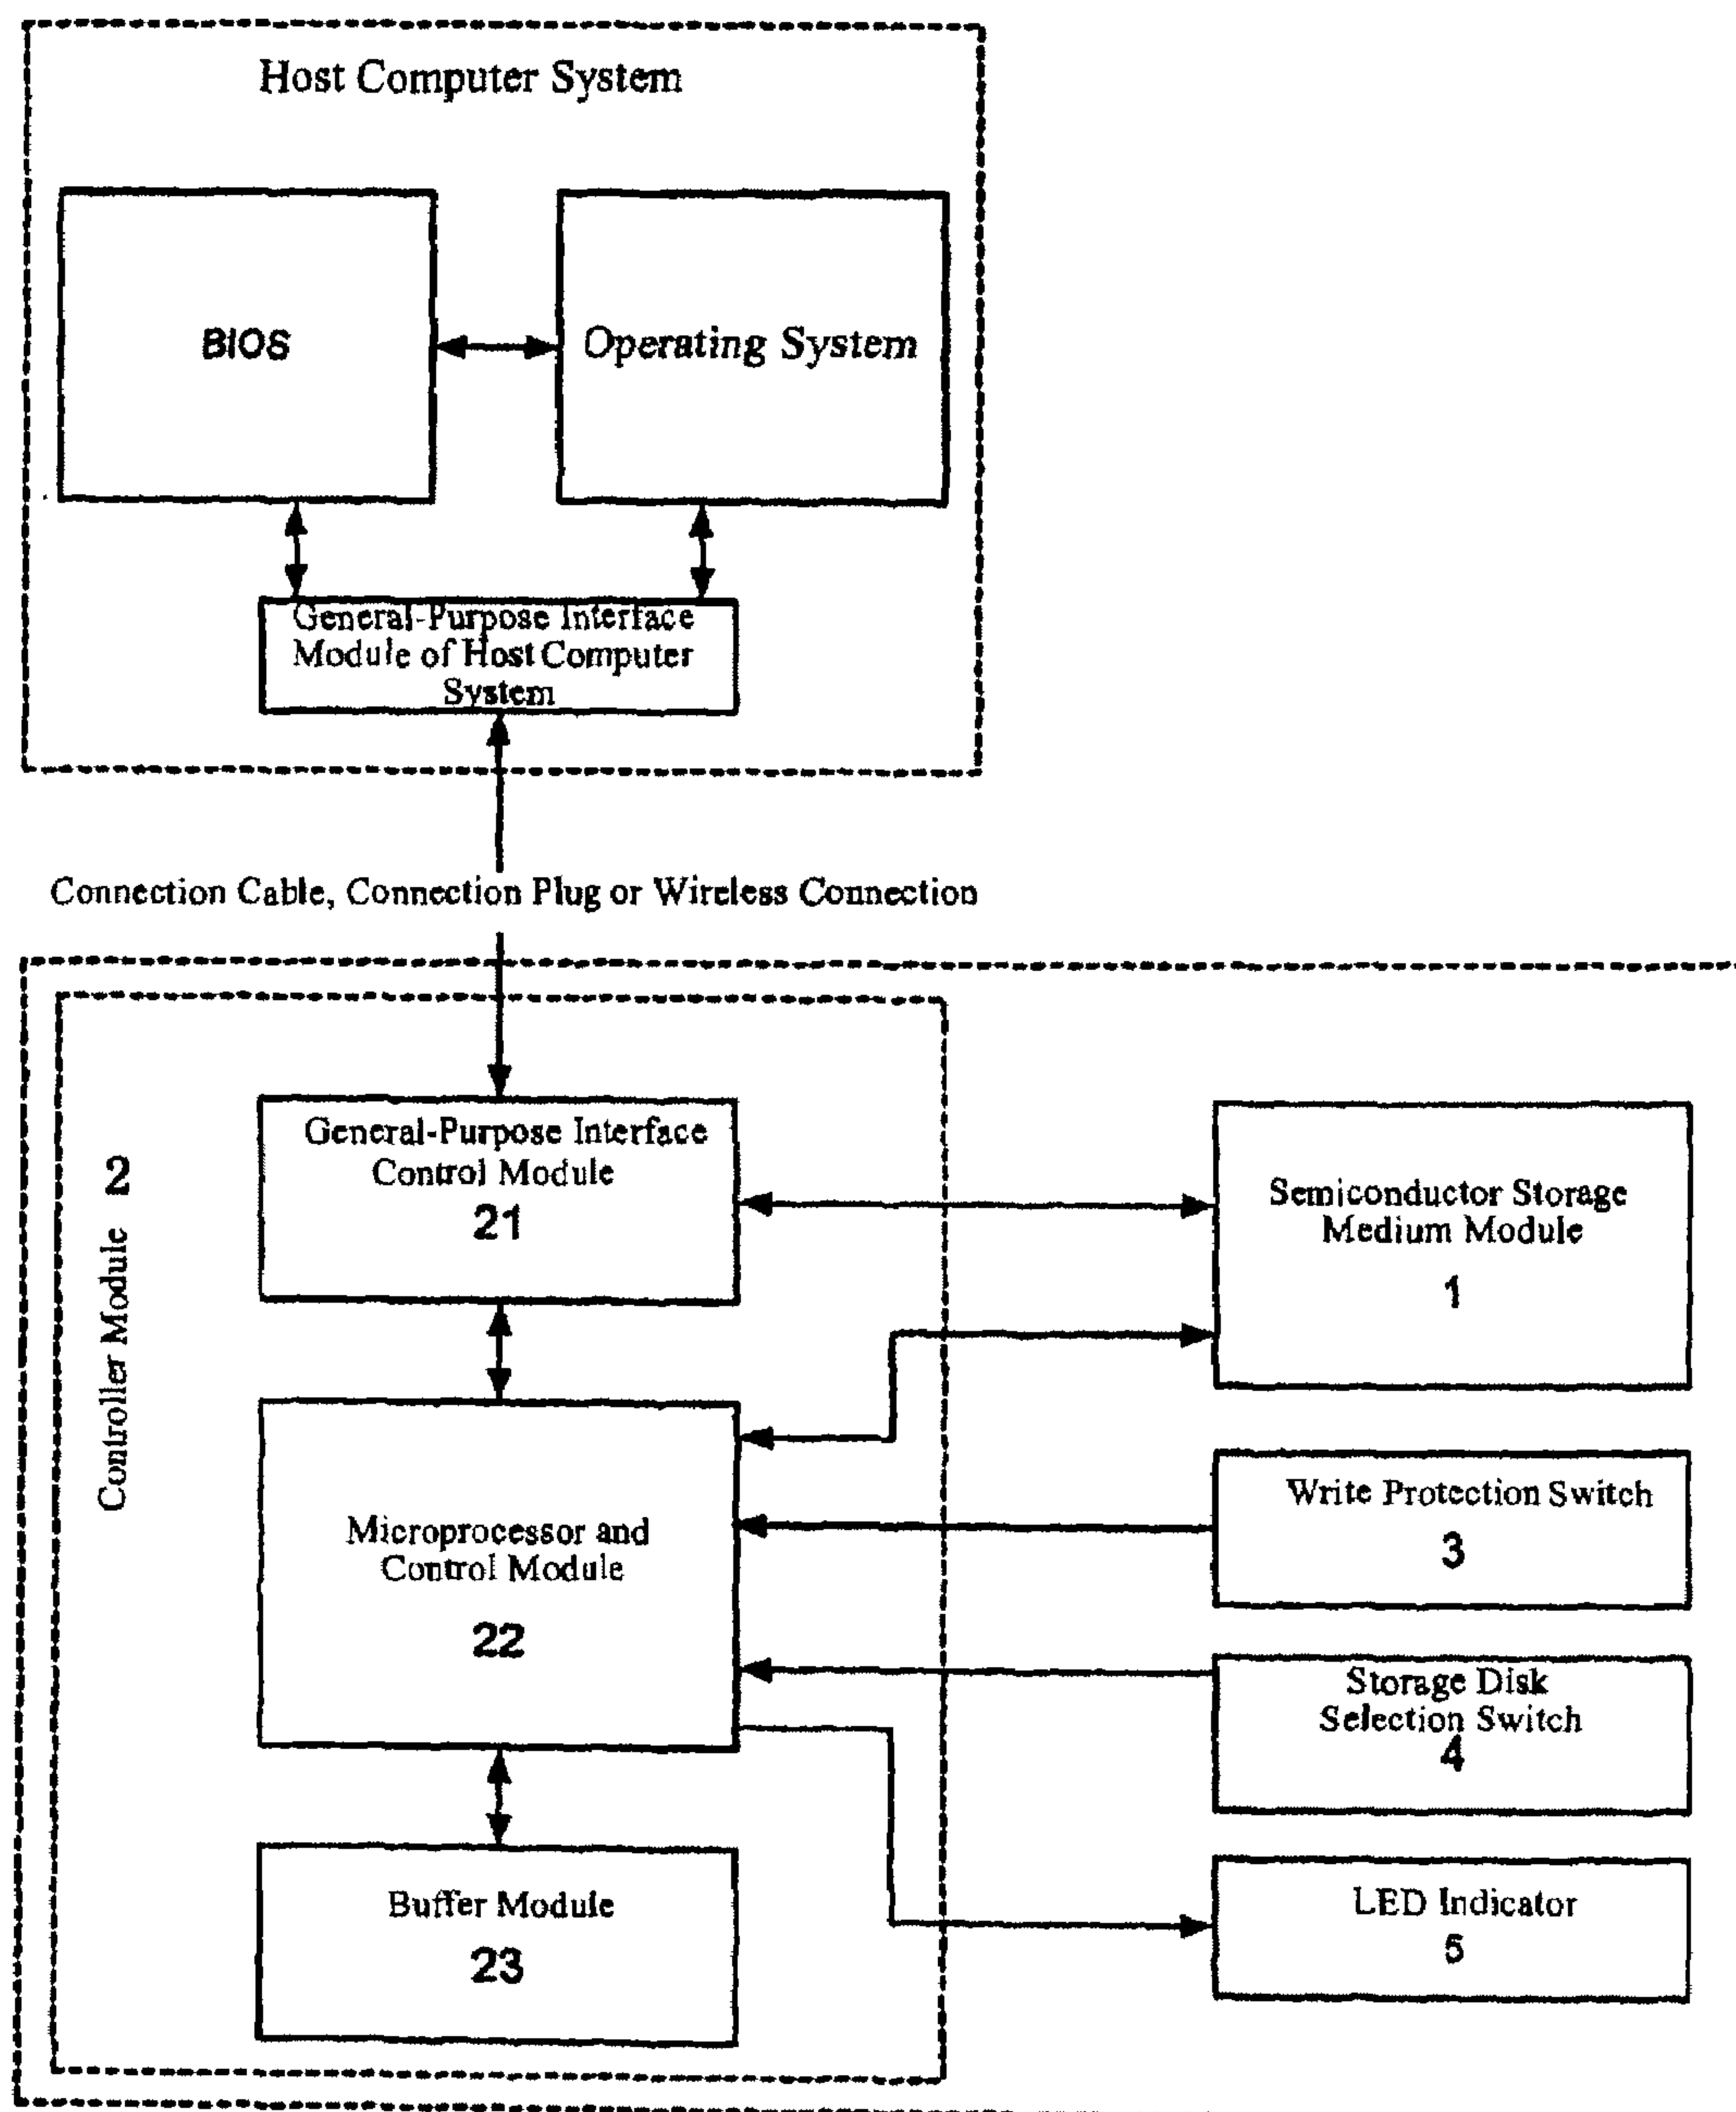 Host Computer System
BIOS
Operating System
General-Purpose Interface
Module of Host Computer
System
Connection Cable, Connection Plug or Wireless Connection
Controller Module 2
General-Purpose Interface
Control Module
21
Semiconductor Storage
Medium Module
1
Microprocessor and
Control Module
22
Write Protection Switch
3
Storage Disk
Selection Switch
4
Buffer Module
23
LED Indicator
5